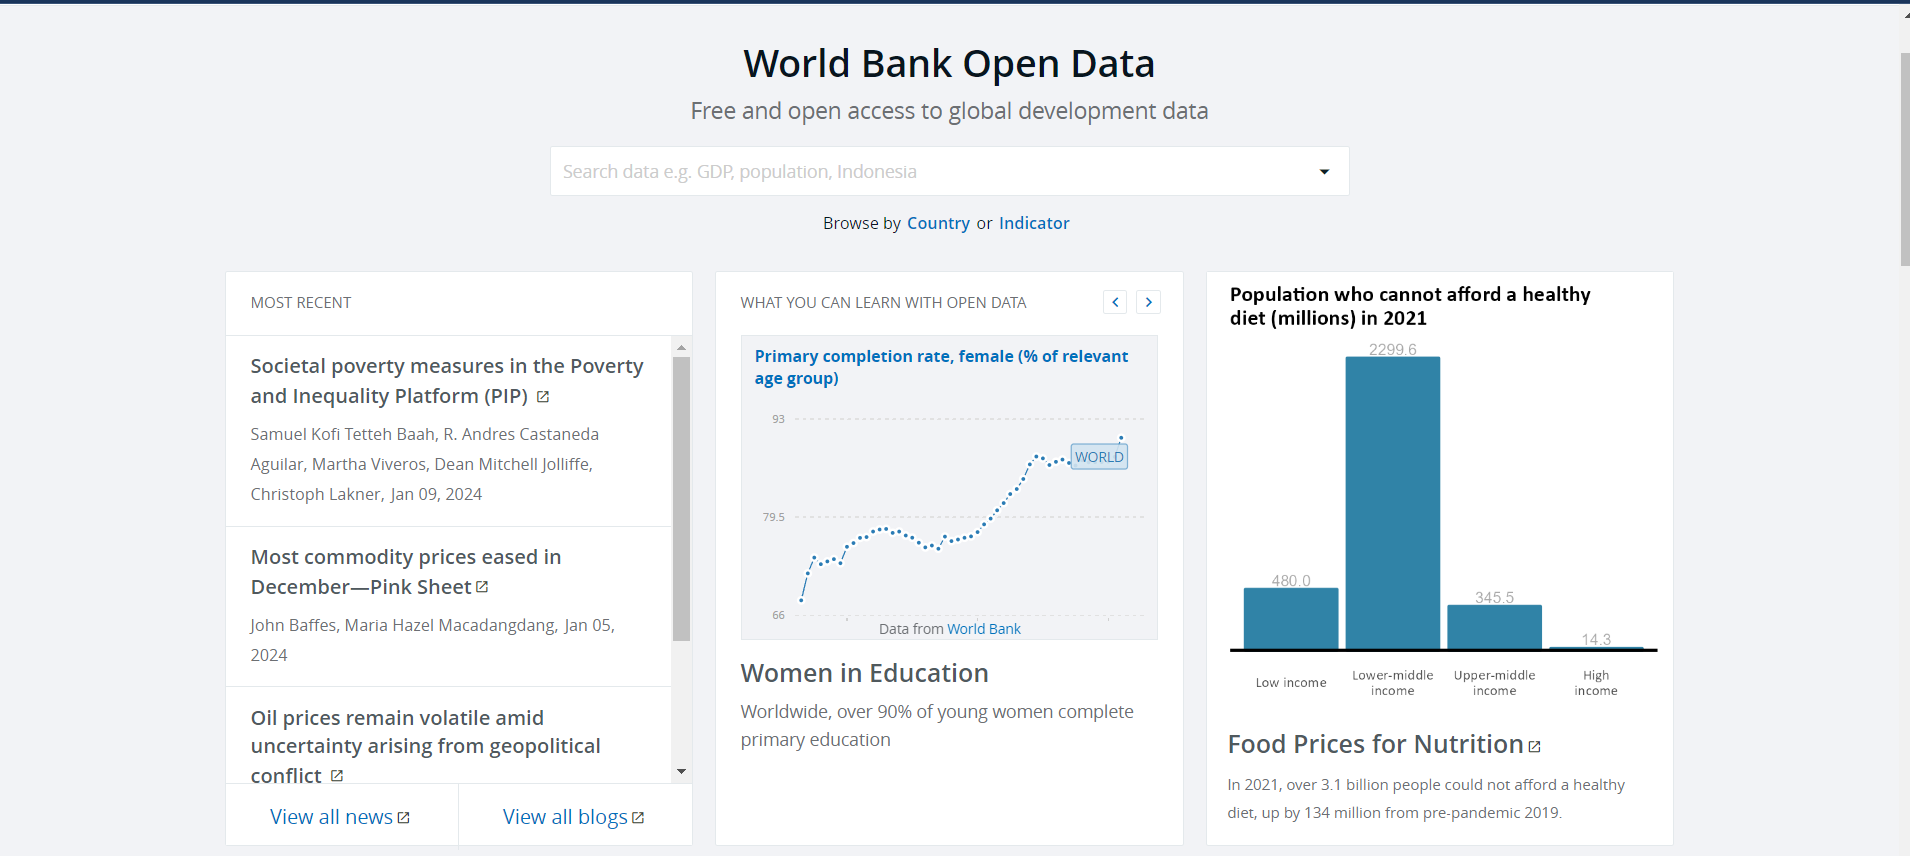 World Bank Open Data
Free and open access to global development data
Search data e.g. GDP, population, Indonesia
Browse by Country or Indicator
MOST RECENT
Societal poverty measures in the Poverty
and Inequality Platform (PIP)
Samuel Kofi Tetteh Baah, R. Andres Castaneda
Aguilar, Martha Viveros, Dean Mitchell Jolliffe,
Christoph Lakner, Jan 09, 2024
Most commodity prices eased in
December—Pink Sheet
John Baffes, Maria Hazel Macadangdang, Jan 05,
2024
Oil prices remain volatile amid
uncertainty arising from geopolitical
conflict
View all news
View all blogs
WHAT YOU CAN LEARN WITH OPEN DATA
Primary completion rate, female (% of relevant
age group)
93
WORLD
79.5
66
Data from World Bank
Women in Education
Worldwide, over 90% of young women complete
primary education
Population who cannot afford a healthy
diet (millions) in 2021
2299.6
480.0
345.5
14.3
Low income
Lower-middle
income
Upper-middle
income
High
income
Food Prices for Nutrition
In 2021, over 3.1 billion people could not afford a healthy
diet, up by 134 million from pre-pandemic 2019.